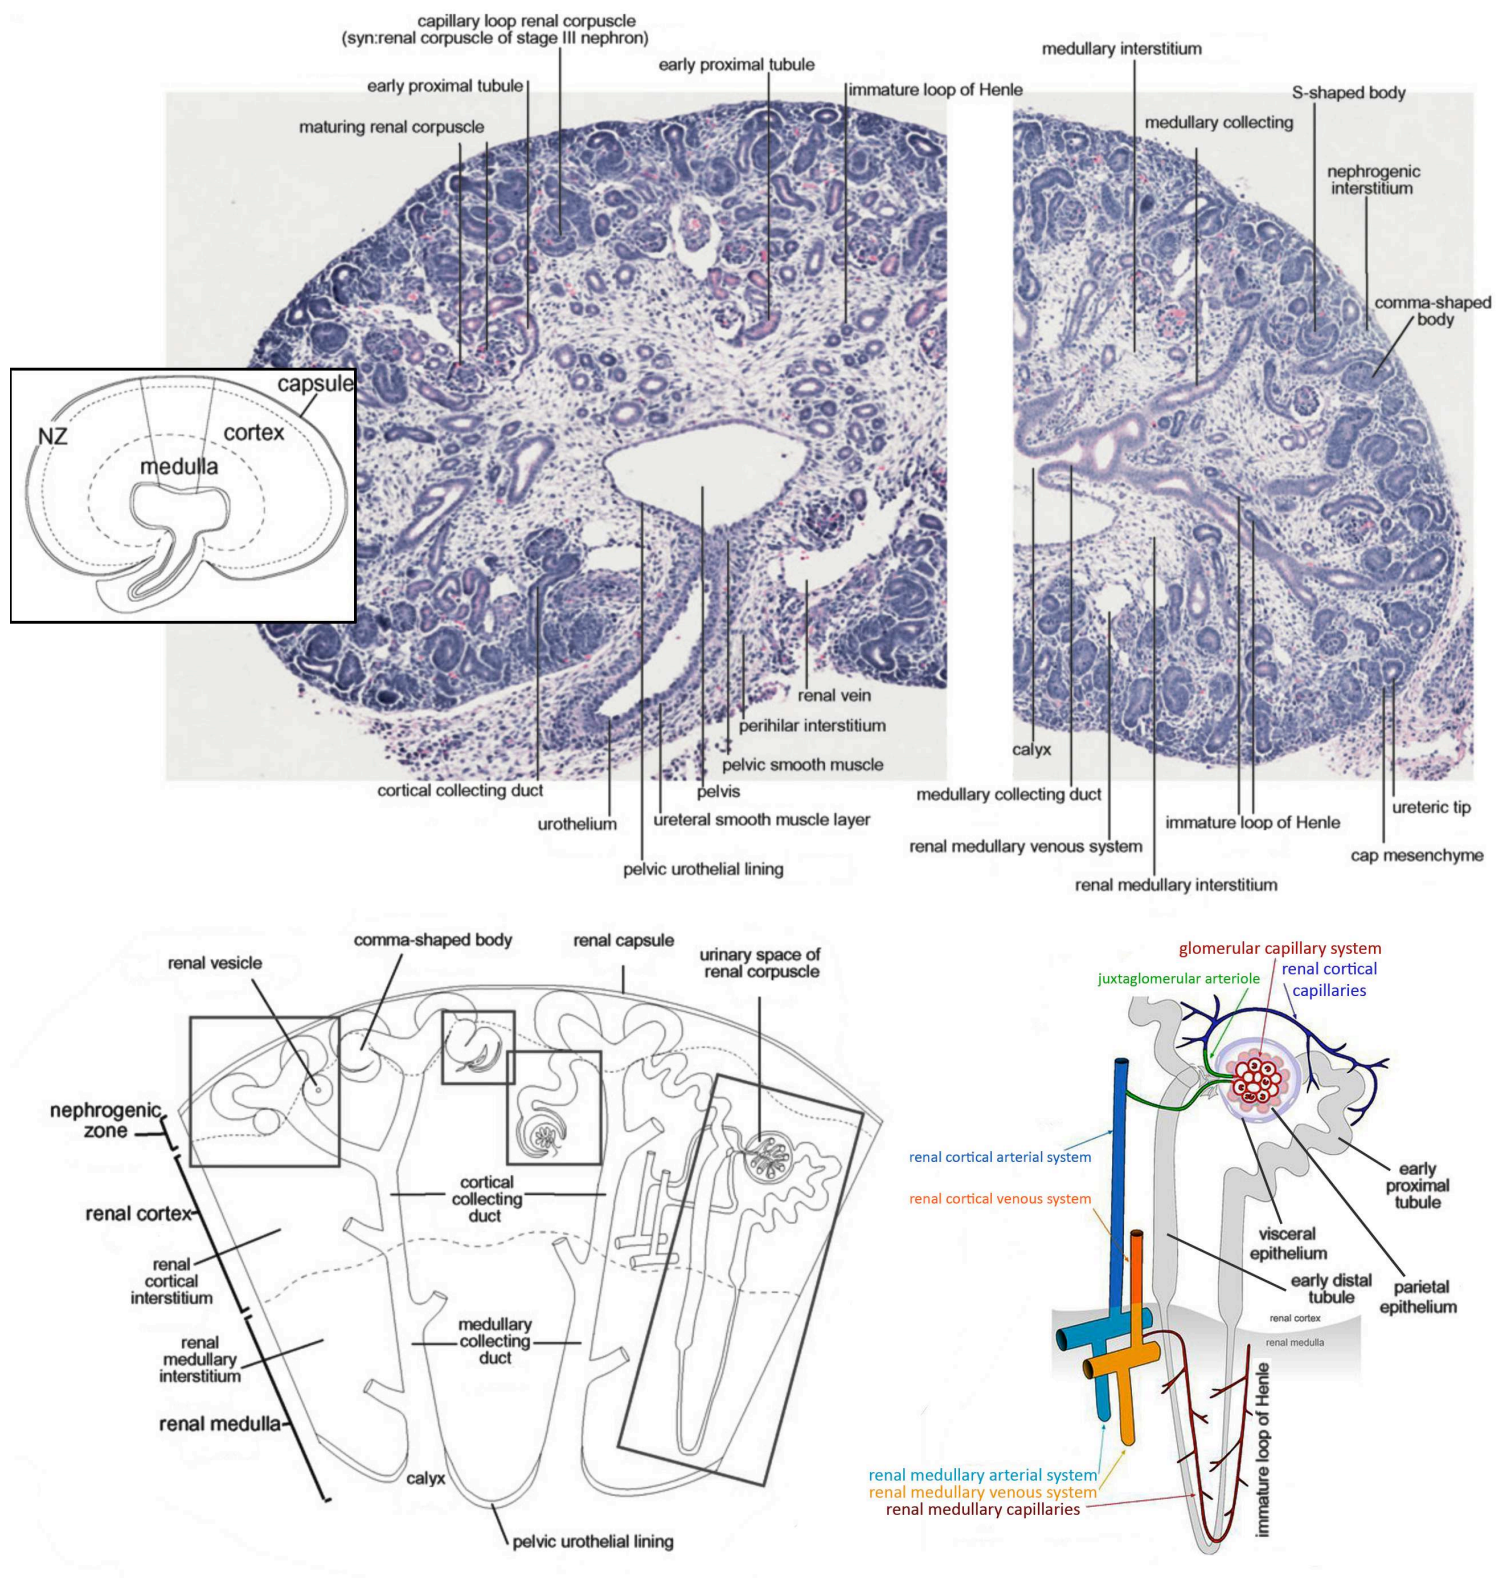 capillary loop renal corpuscle
(syn:renal corpuscle of stage III nephron)
early proximal tubule
early proximal tubule
immature loop of Henle
maturing renal corpuscle
medullary interstitium
S-shaped body
medullary collecting
nephrogenic
interstitium
comma-shaped
body
capsule
NZ
cortex
medulla
renal vein
perihilar interstitium
pelvic smooth muscle
cortical collecting duct
pelvis
urothelium
ureteral smooth muscle layer
pelvic urothelial lining
calyx
medullary collecting duct
ureteric tip
immature loop of Henle
renal medullary venous system
cap mesenchyme
renal medullary interstitium
comma-shaped body
renal capsule
renal vesicle
urinary space of
renal corpuscle
nephrogenic
zone
cortical
collecting
duct
renal cortex
renal
cortical
interstitium
medullary
collecting
duct
renal
medullary
interstitium
renal medulla
calyx
pelvic urothelial lining
glomerular capillary system
juxtaglomerular arteriole
renal cortical
capillaries
renal cortical arterial system
renal cortical venous system
early
proximal
tubule
visceral
epithelium
early distal
tubule
parietal
epithelium
renal cortex
renal medulla
immature loop of Henle
renal medullary arterial system
renal medullary venous system
renal medullary capillaries